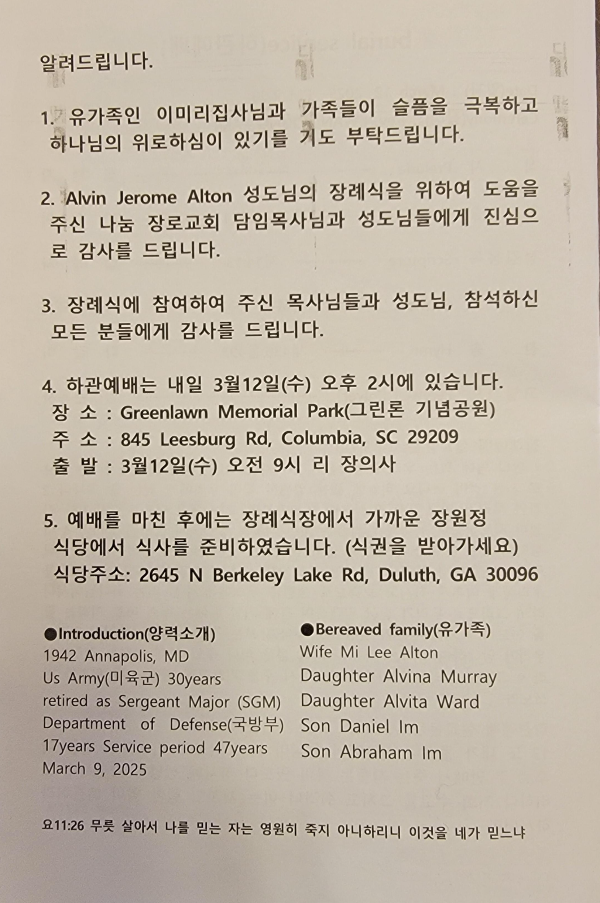 알려드립니다.
1. 유가족인 이미리집사님과 가족들이 슬픔을 극복하고
하나님의 위로하심이 있기를 기도 부탁드립니다.
2. Alvin Jerome Alton 성도님의 장례식을 위하여 도움을
주신 나눔 장로교회 담임목사님과 성도님들에게 진심으
로 감사를 드립니다.
3. 장례식에 참여하여 주신 목사님들과 성도님, 참석하신
모든 분들에게 감사를 드립니다.
4. 하관예배는 내일 3월12일(수) 오후 2시에 있습니다.
장 소 : Greenlawn Memorial Park(그린론 기념공원)
주 소 : 845 Leesburg Rd, Columbia, SC 29209
출 발 : 3월12일(수) 오전 9시 리 장의사
5. 예배를 마친 후에는 장례식장에서 가까운 장원정
식당에서 식사를 준비하였습니다. (식권을 받아가세요)
식당주소: 2645 N Berkeley Lake Rd, Duluth, GA 30096
●Introduction(양력소개)
1942 Annapolis, MD
Us Army(미육군) 30years
retired as Sergeant Major (SGM)
Department of Defense(국방부)
17years Service period 47years
March 9, 2025
●Bereaved family(유가족)
Wife Mi Lee Alton
Daughter Alvina Murray
Daughter Alvita Ward
Son Daniel Im
Son Abraham Im
요11:26 무릇 살아서 나를 믿는 자는 영원히 죽지 아니하리니 이것을 네가 믿느냐